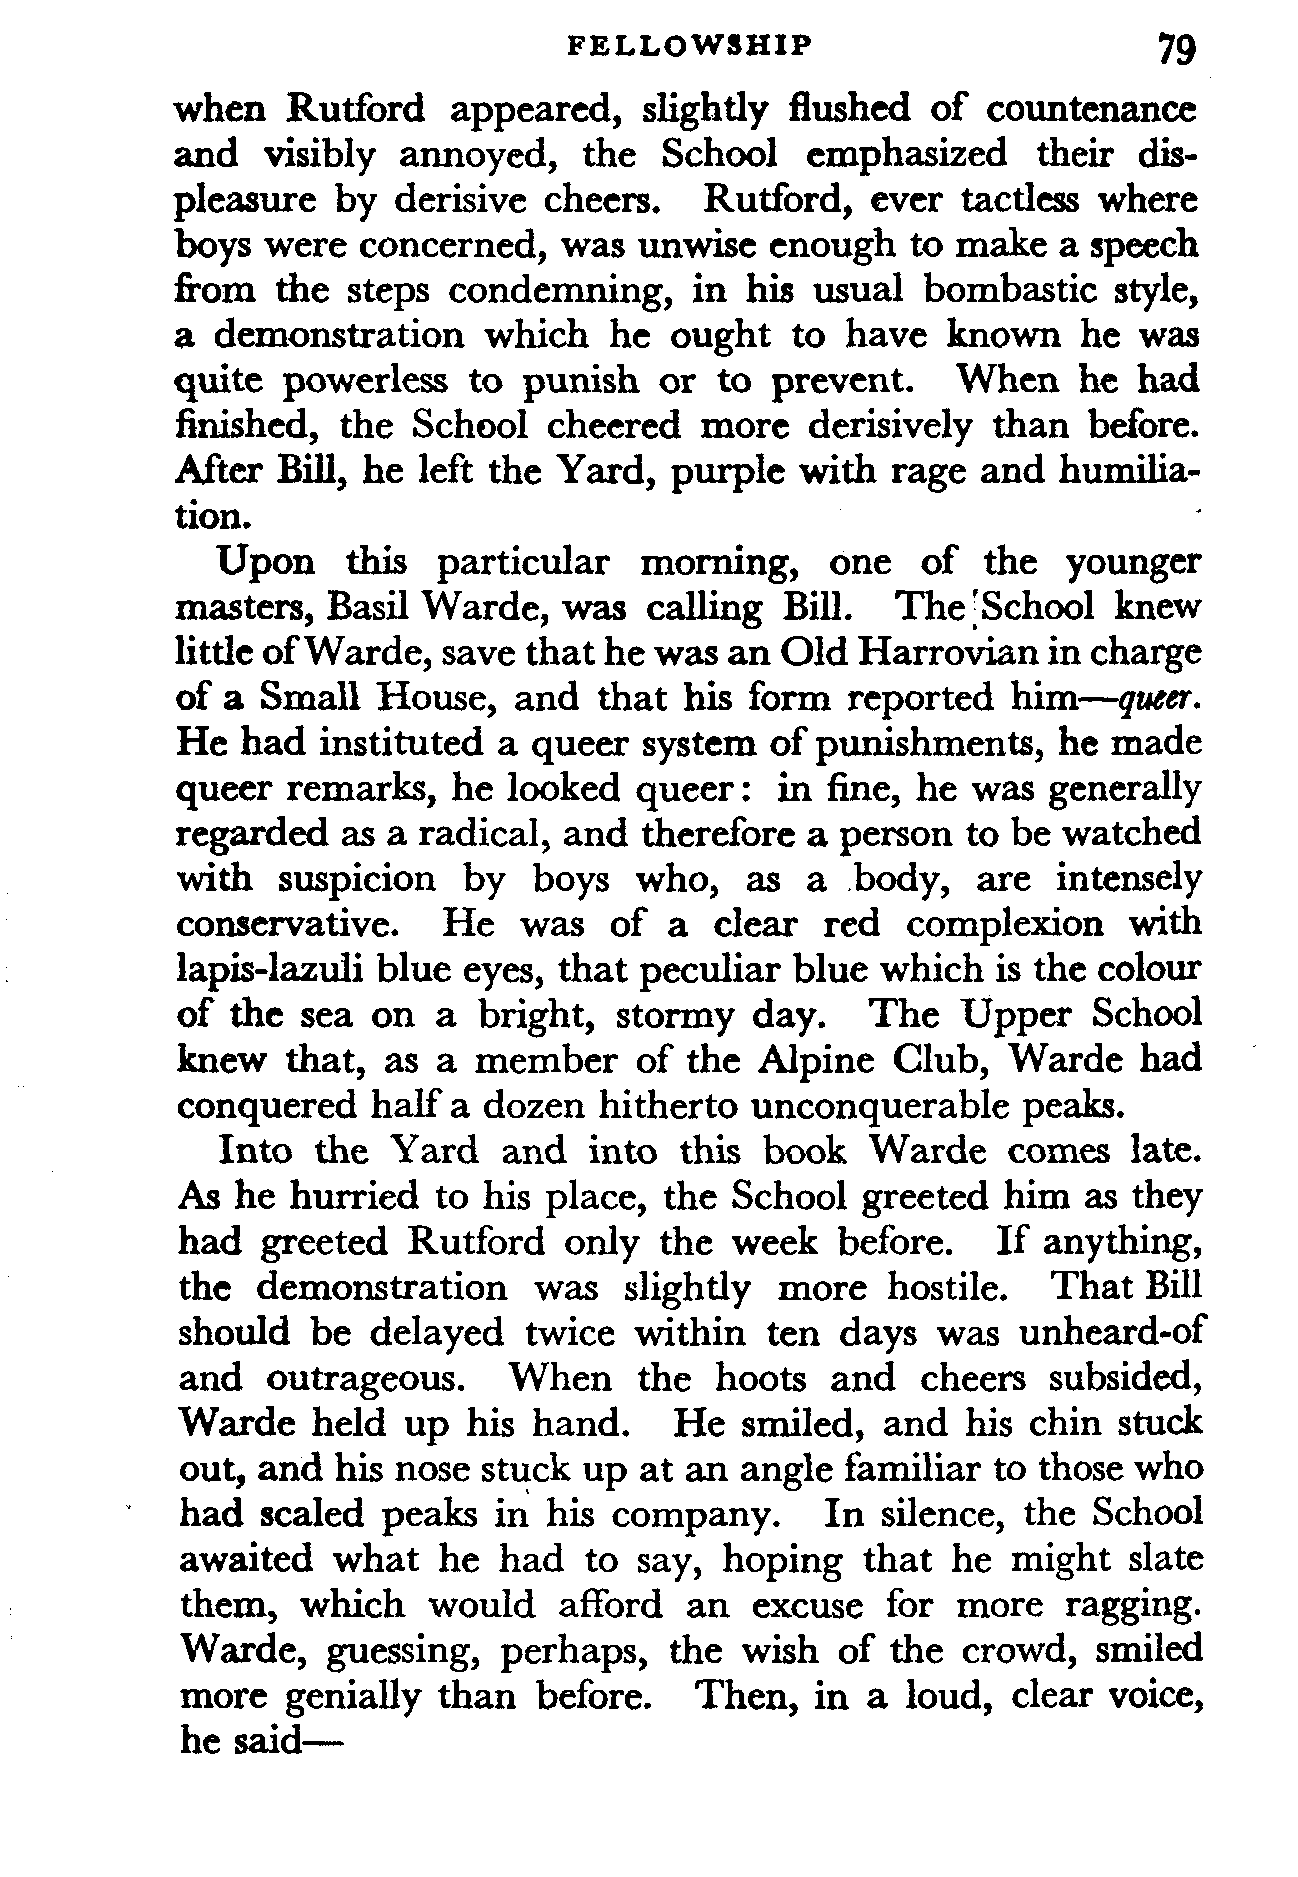 FELLOWSHIP 79
when Rutford appeared, slightly flushed of countenance
and visibly annoyed, the School emphasized their dis-
pleasure by derisive cheers. Rutford, ever tactless where
boys were concerned, was unwise enough to make a speech
from the steps condemning, in his usual bombastic style,
a demonstration which he ought to have known he was
quite powerless to punish or to prevent. When he had
finished, the School cheered more derisively than before.
After Bill, he left the Yard, purple with rage and humilia-
tion.
Upon this particular morning, one of the younger
masters, Basil Warde, was calling Bill. The School knew
little of Warde, save that he was an Old Harrovian in charge
of a Small House, and that his form reported him—queer.
He had instituted a queer system of punishments, he made
queer remarks, he looked queer: in fine, he was generally
regarded as a radical, and therefore a person to be watched
with suspicion by boys who, as a body, are intensely
conservative. He was of a clear red complexion with
lapis-lazuli blue eyes, that peculiar blue which is the colour
of the sea on a bright, stormy day. The Upper School
knew that, as a member of the Alpine Club, Warde had
conquered half a dozen hitherto unconquerable peaks.
Into the Yard and into this book Warde comes late.
As he hurried to his place, the School greeted him as they
had greeted Rutford only the week before. If anything,
the demonstration was slightly more hostile. That Bill
should be delayed twice within ten days was unheard-of
and outrageous. When the hoots and cheers subsided,
Warde held up his hand. He smiled, and his chin stuck
out, and his nose stuck up at an angle familiar to those who
had scaled peaks in his company. In silence, the School
awaited what he had to say, hoping that he might slate
them, which would afford an excuse for more ragging.
Warde, guessing, perhaps, the wish of the crowd, smiled
more genially than before. Then, in a loud, clear voice,
he said—